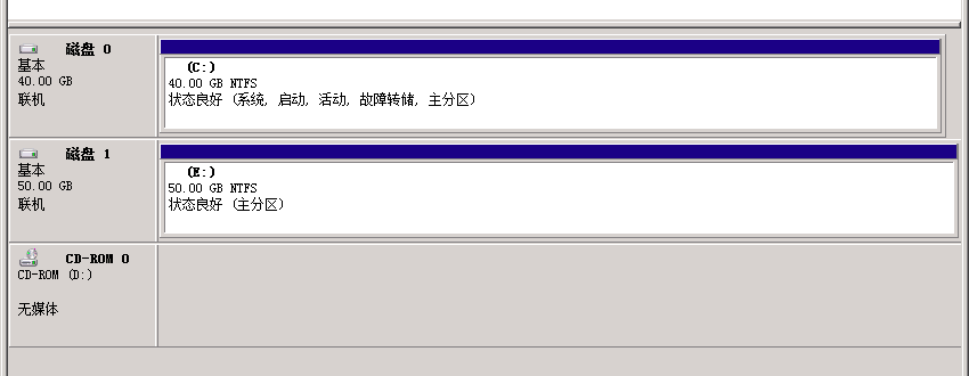 磁盘 0
基本
40.00 GB
联机
(C:)
40.00 GB NTFS
状态良好 (系统, 启动, 活动, 故障转储, 主分区)
磁盘 1
基本
50.00 GB
联机
(E:)
50.00 GB NTFS
状态良好 (主分区)
CD-ROM 0
CD-ROM (D:)
无媒体